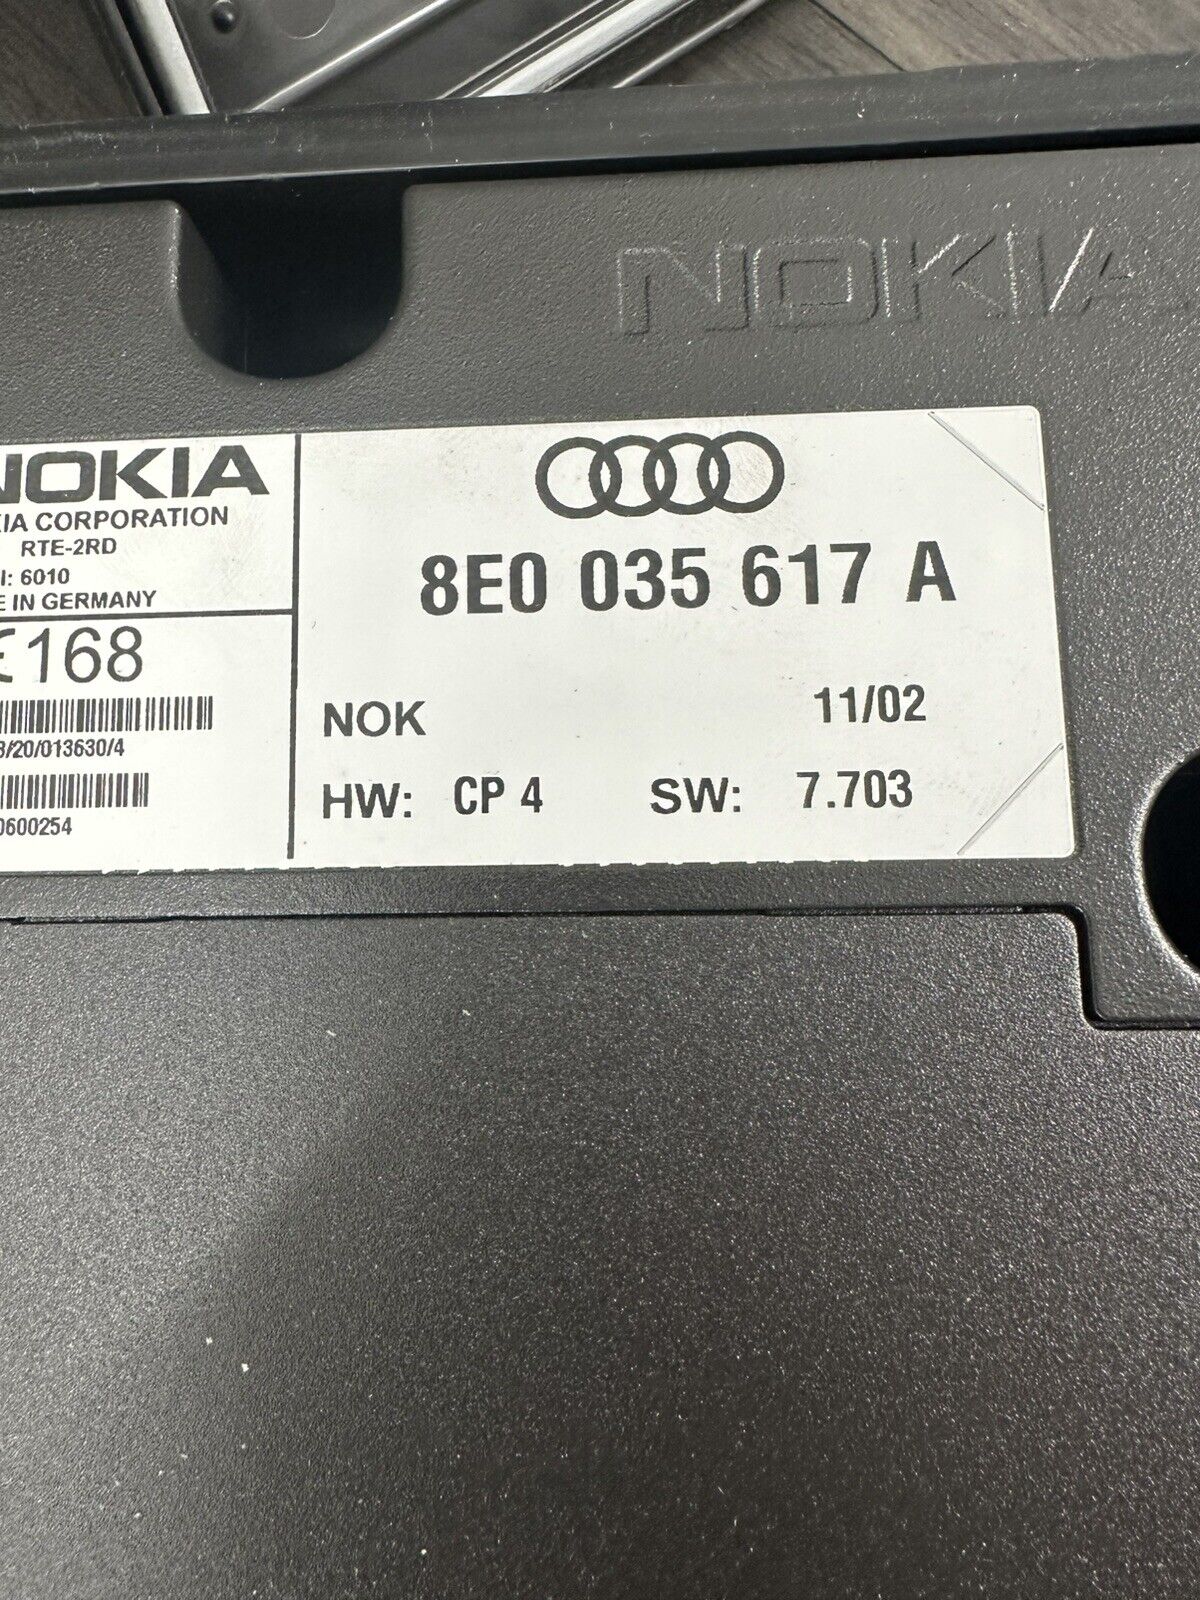 NOKIA
NOKIA
KIA CORPORATION
RTE-2RD
I: 6010
E IN GERMANY
168
3/20/013630/4
0600254
8E0 035 617 A
NOK 11/02
HW: CP 4 SW: 7.703